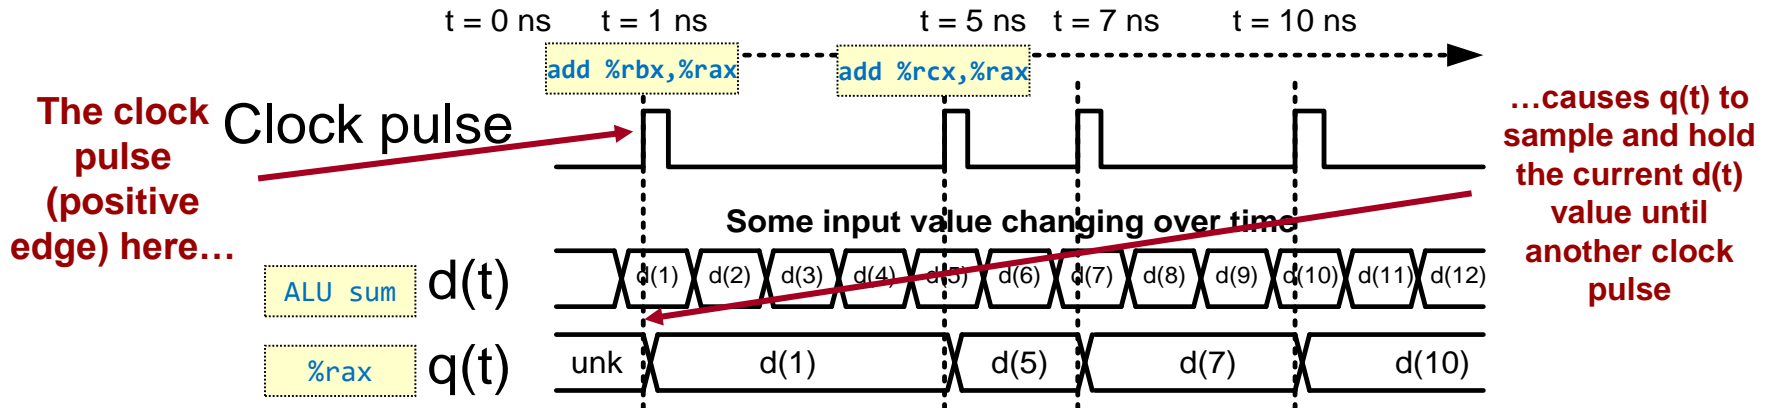 t = 0 ns t = 1 ns t = 5 ns t = 7 ns t = 10 ns
add %rbx,%rax add %rcx,%rax
The clock
pulse
(positive
edge) here…
Clock pulse
…causes q(t) to
sample and hold
the current d(t)
value until
another clock
pulse
Some input value changing over time
ALU sum d(t) d(1) d(2) d(3) d(4) d(5) d(6) d(7) d(8) d(9) d(10) d(11) d(12)
%rax q(t) unk d(1) d(5) d(7) d(10)